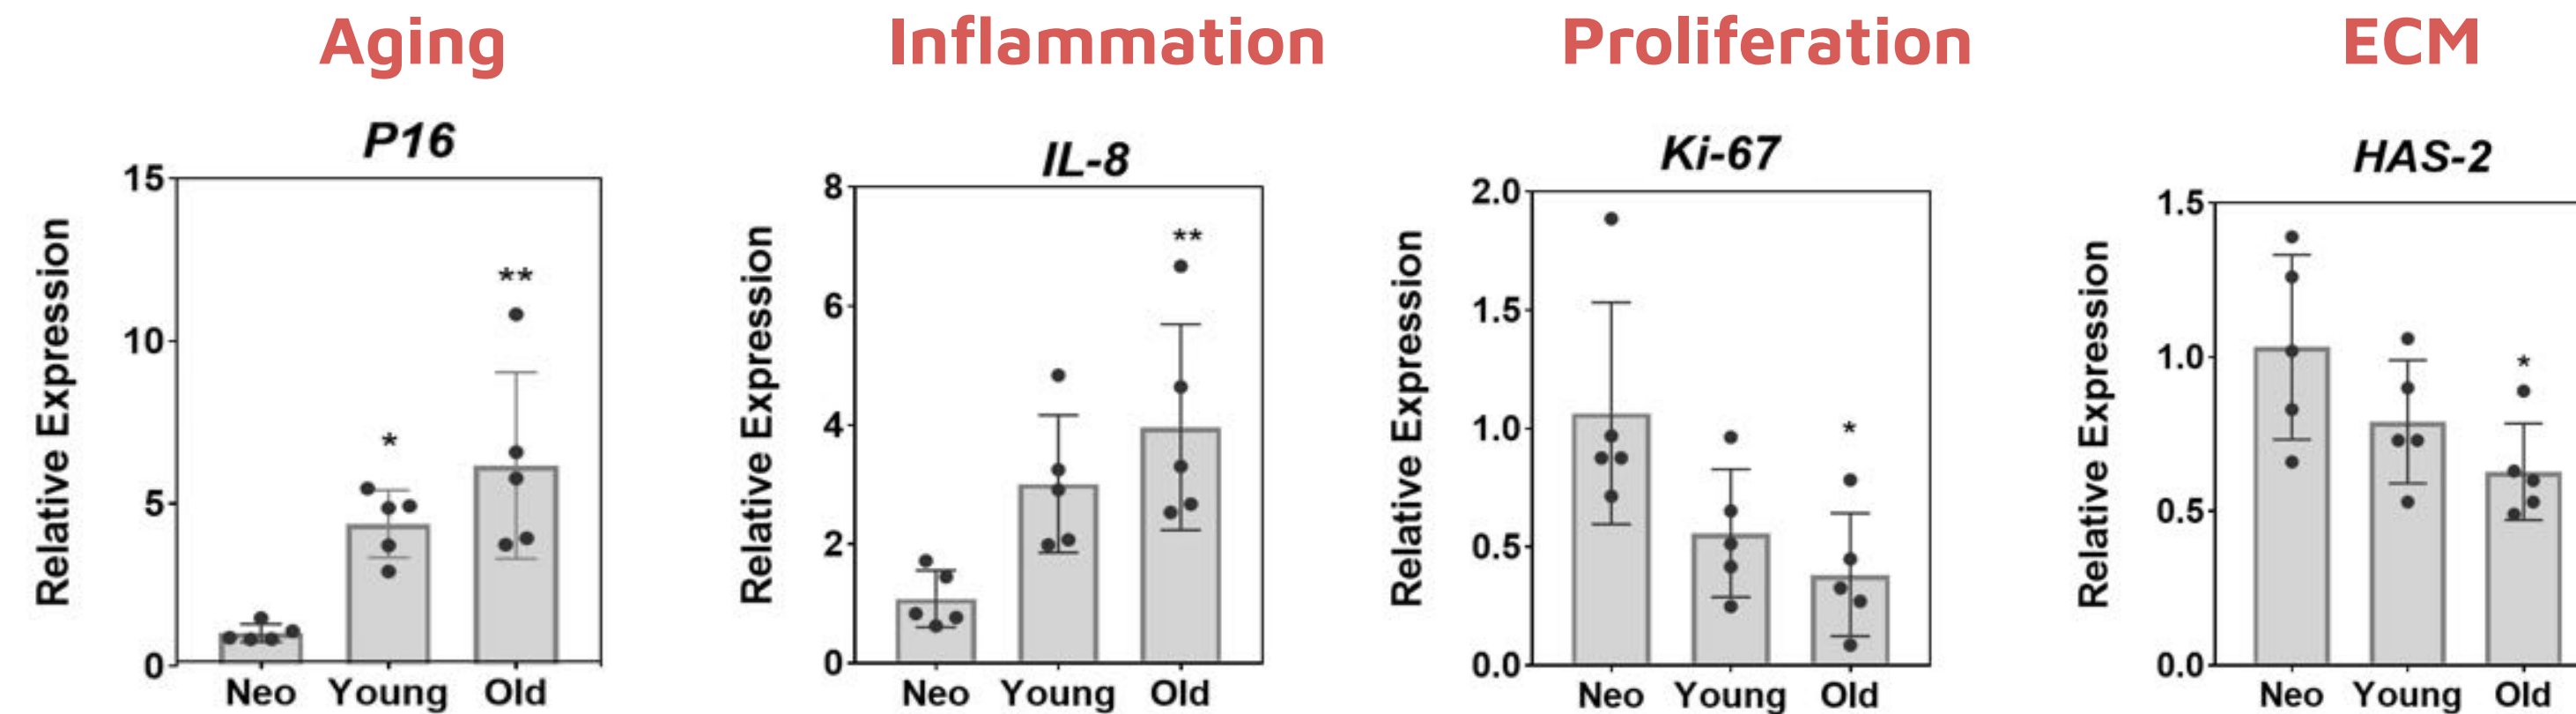 Aging
P16
Relative Expression
15
10
5
0
*
**
Neo Young Old
Inflammation
IL-8
Relative Expression
8
6
4
2
0
**
Neo Young Old
Proliferation
Ki-67
Relative Expression
2.0
1.5
1.0
0.5
0.0
*
Neo Young Old
ECM
HAS-2
Relative Expression
1.5
1.0
0.5
0.0
*
Neo Young Old